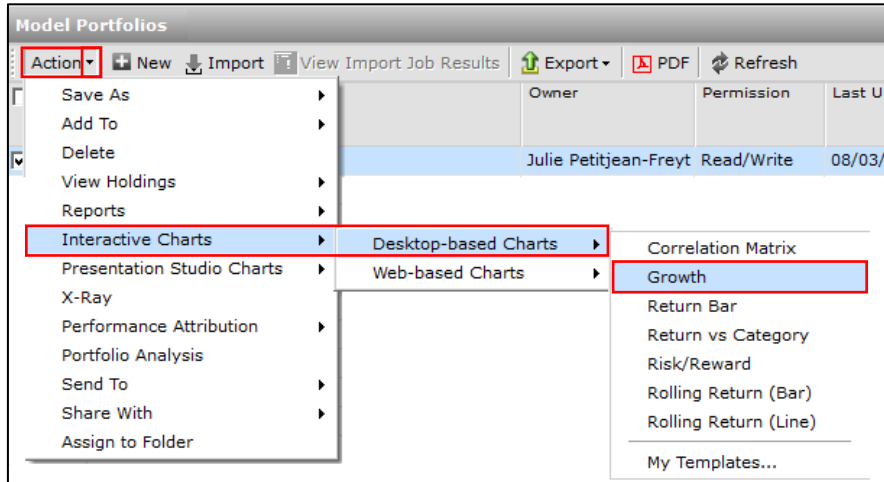 Model Portfolios
Action New Import View Import Job Results Export PDF Refresh
Owner Permission Last U
Julie Petitjean-Freyt Read/Write 08/03/
Save As
Add To
Delete
View Holdings
Reports
Interactive Charts
Presentation Studio Charts
X-Ray
Performance Attribution
Portfolio Analysis
Send To
Share With
Assign to Folder
Desktop-based Charts
Web-based Charts
Correlation Matrix
Growth
Return Bar
Return vs Category
Risk/Reward
Rolling Return (Bar)
Rolling Return (Line)
My Templates...